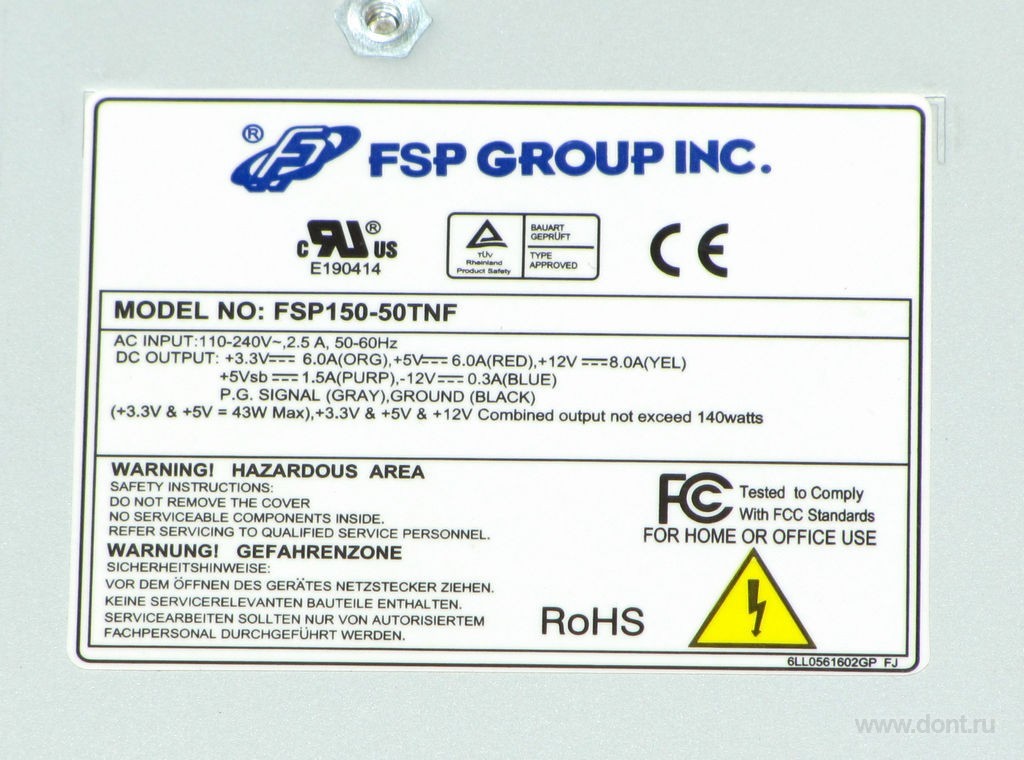 ® FSP GROUP INC.
c RU ® US
E190414
TÜV
Rheinland
Product Safety
BAUART
GEPRÜFT
TYPE
APPROVED
CE
MODEL NO: FSP150-50TNF
AC INPUT:110-240V~,2.5 A, 50-60Hz
DC OUTPUT: +3.3V⎓ 6.0A(ORG),+5V⎓ 6.0A(RED),+12V ⎓8.0A(YEL)
+5Vsb ⎓ 1.5A(PURP),-12V⎓ 0.3A(BLUE)
P.G. SIGNAL (GRAY),GROUND (BLACK)
(+3.3V & +5V = 43W Max),+3.3V & +5V & +12V Combined output not exceed 140watts
WARNING! HAZARDOUS AREA
SAFETY INSTRUCTIONS:
DO NOT REMOVE THE COVER
NO SERVICEABLE COMPONENTS INSIDE.
REFER SERVICING TO QUALIFIED SERVICE PERSONNEL.
WARNUNG! GEFAHRENZONE
SICHERHEITSHINWEISE:
VOR DEM ÖFFNEN DES GERÄTES NETZSTECKER ZIEHEN.
KEINE SERVICERELEVANTEN BAUTEILE ENTHALTEN.
SERVICEARBEITEN SOLLTEN NUR VON AUTORISIERTEM
FACHPERSONAL DURCHGEFÜHRT WERDEN.
FC Tested to Comply
With FCC Standards
FOR HOME OR OFFICE USE
RoHS
6LL0561602GP FJ
www.dont.ru